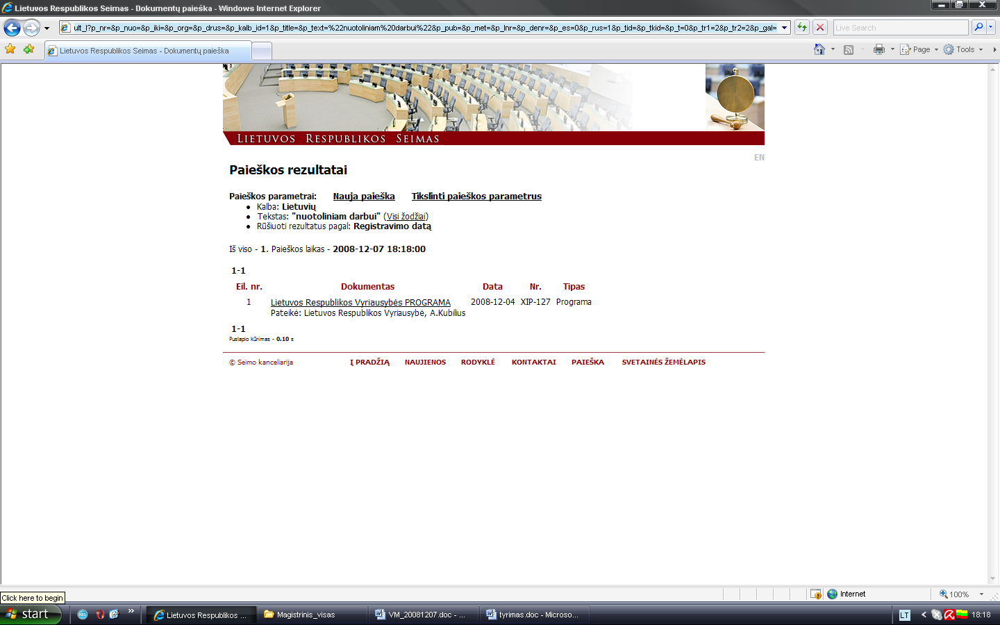 Lietuvos Respublikos Seimas - Dokumentų paieška - Windows Internet Explorer
ult_l?p_nr=&p_nuo=&p_iki=&p_org=&p_drus=&p_kalb_id=1&p_title=&p_text=%22nuotoliniam%20darbui%22&p_pub=&p_met=&p_lnr=&p_denr=&p_es=0&p_rus=1&p_tid=&p_tkid=&p_t=0&p_tr1=2&p_tr2=2&p_gal=
Live Search
Lietuvos Respublikos Seimas - Dokumentų paieška
Page
Tools
LIETUVOS RESPUBLIKOS SEIMAS
EN
Paieškos rezultatai
Paieškos parametrai: Nauja paieška Tikslinti paieškos parametrus
Kalba: Lietuvių
Tekstas: "nuotoliniam darbui" (Visi žodžiai)
Rūšiuoti rezultatus pagal: Registravimo datą
Iš viso - 1. Paieškos laikas - 2008-12-07 18:18:00
1-1
Eil. nr. Dokumentas Data Nr. Tipas
1 Lietuvos Respublikos Vyriausybės PROGRAMA 2008-12-04 XIP-127 Programa
Pateikė: Lietuvos Respublikos Vyriausybė, A.Kubilius
1-1
Puslapio kūrimas - 0.10 s
© Seimo kanceliarija Į PRADŽIĄ NAUJIENOS RODYKLĖ KONTAKTAI PAIEŠKA SVETAINĖS ŽEMĖLAPIS
Internet
100%
Click here to begin
start
Lietuvos Respublikos ...
Magistrinis_visas
VM_20081207.doc - ...
tyrimas.doc - Microso...
LT
18:18